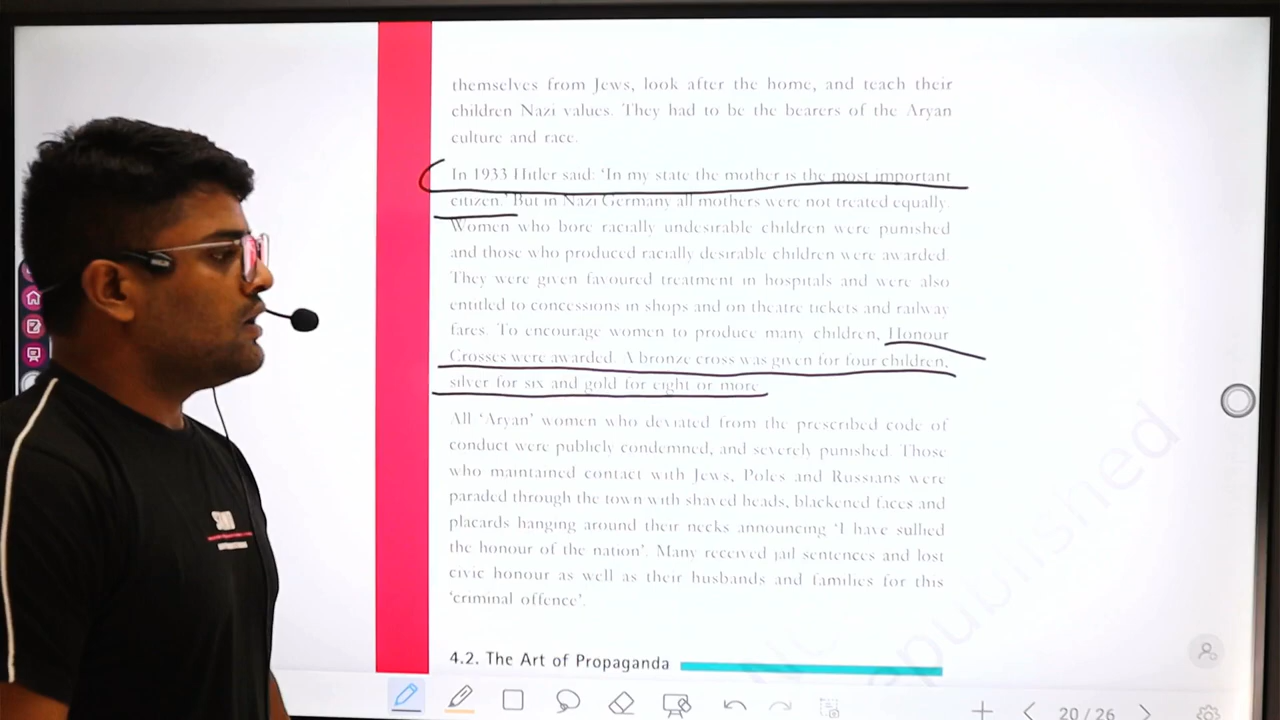 themselves from Jews, look after the home, and teach their
children Nazi values. They had to be the bearers of the Aryan
culture and race.
In 1933 Hitler said: 'In my state the mother is the most important
citizen.' But in Nazi Germany all mothers were not treated equally.
Women who bore racially undesirable children were punished
and those who produced racially desirable children were awarded.
They were given favoured treatment in hospitals and were also
entitled to concessions in shops and on theatre tickets and railway
fares. To encourage women to produce many children, Honour
Crosses were awarded. A bronze cross was given for four children,
silver for six and gold for eight or more.
All 'Aryan' women who deviated from the prescribed code of
conduct were publicly condemned, and severely punished. Those
who maintained contact with Jews, Poles and Russians were
paraded through the town with shaved heads, blackened faces and
placards hanging around their necks announcing 'I have sullied
the honour of the nation'. Many received jail sentences and lost
civic honour as well as their husbands and families for this
'criminal offence'.
4.2. The Art of Propaganda
republished
20/26